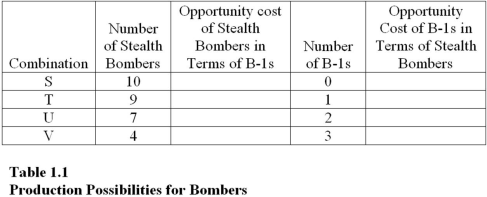 Combination
Number
of Stealth
Bombers
Opportunity cost
of Stealth
Bombers in
Terms of B-1s
Number
of B-1s
Opportunity
Cost of B-1s in
Terms of Stealth
Bombers
S 10 0
T 9 1
U 7 2
V 4 3
Table 1.1
Production Possibilities for Bombers